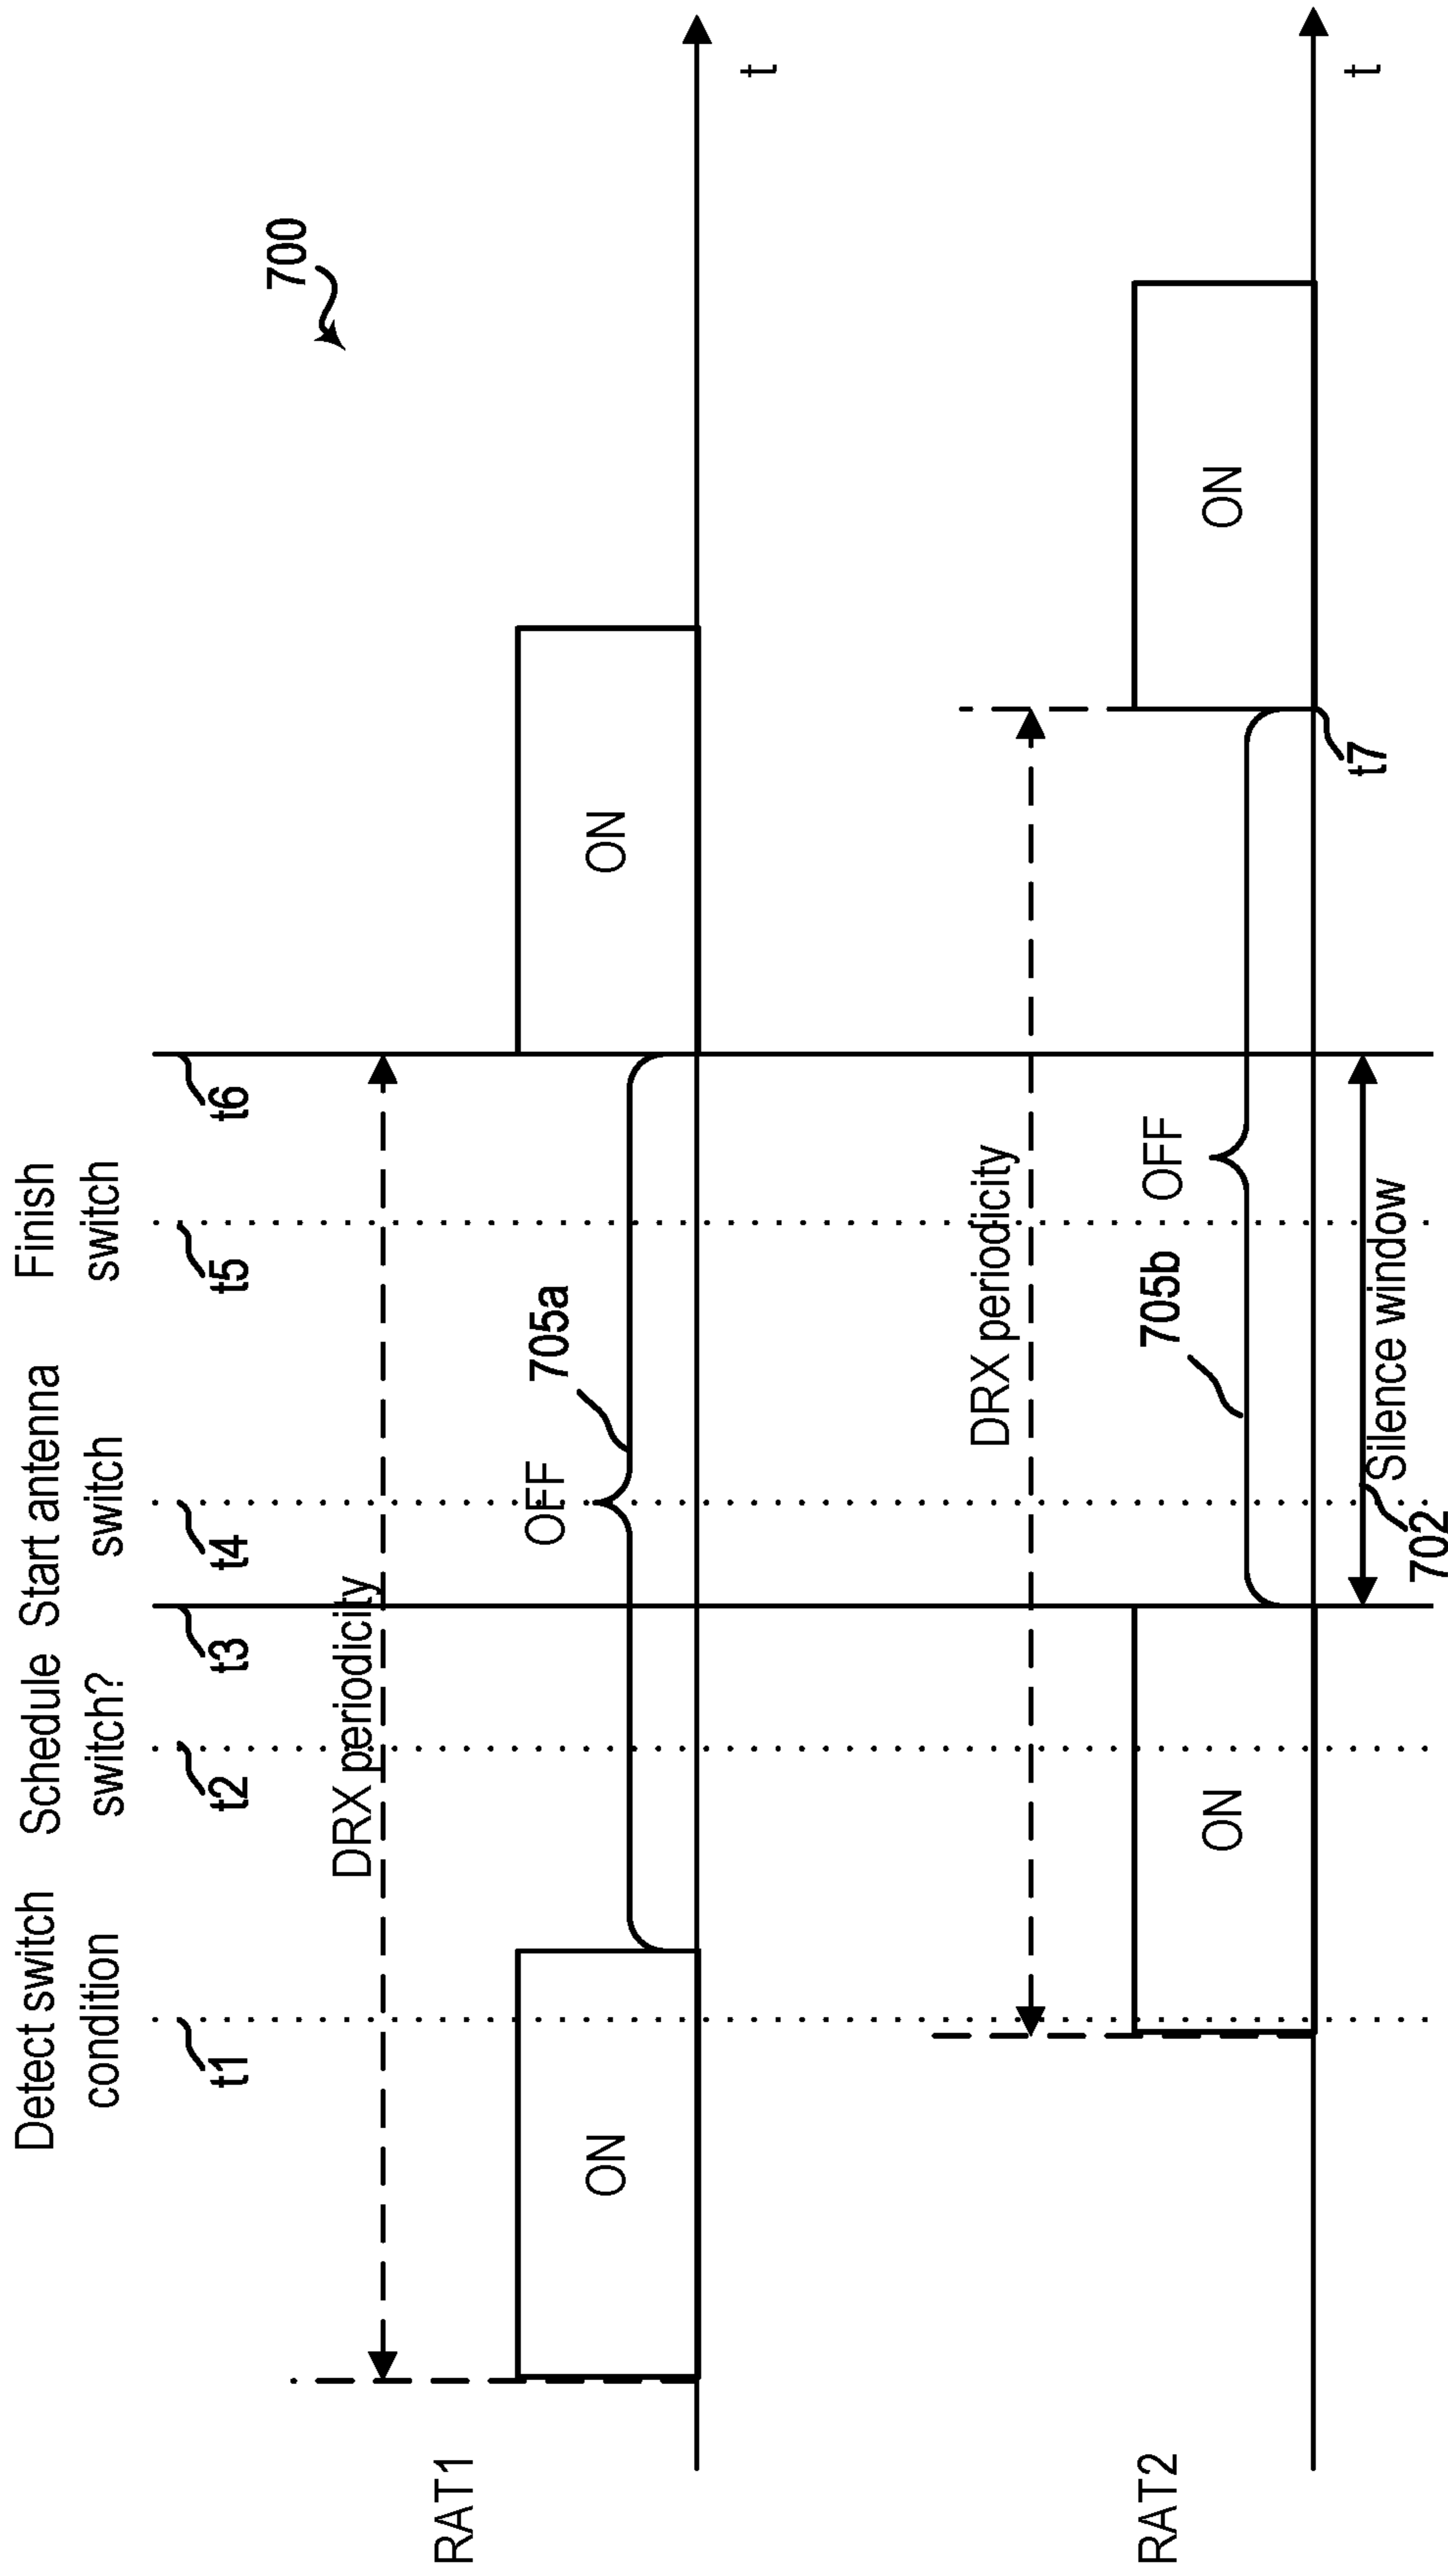 Detect switch
condition
Schedule
switch?
Start antenna
switch
Finish
switch
t1
t2
t3
t4
t5
t6
700
DRX periodicity
RAT1
ON
OFF
705a
ON
t
DRX periodicity
RAT2
ON
705b
OFF
ON
t
t7
Silence window
702